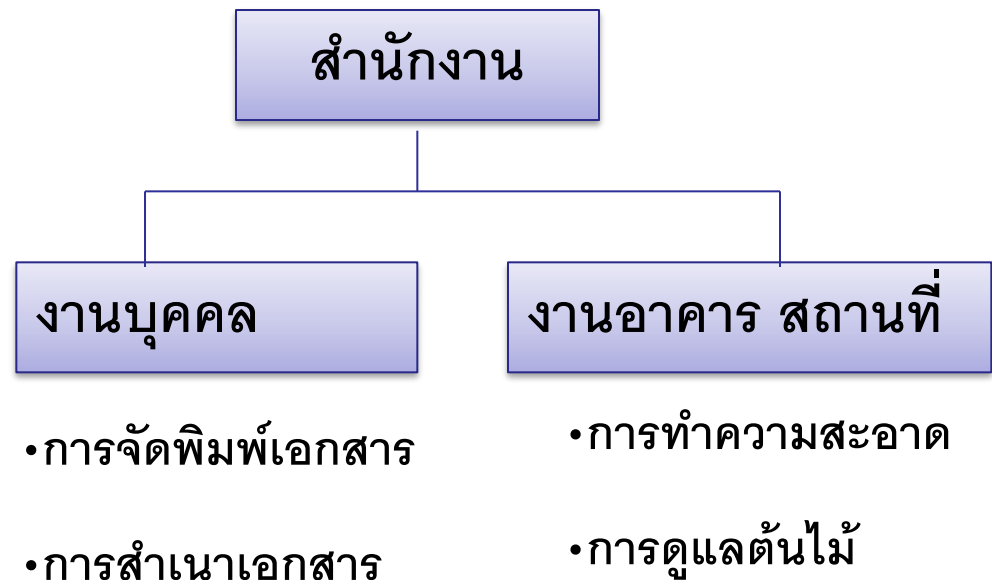 สำนักงาน
งานบุคคล
งานอาคาร สถานที่
•การจัดพิมพ์เอกสาร
•การสำเนาเอกสาร
•การทำความสะอาด
•การดูแลต้นไม้